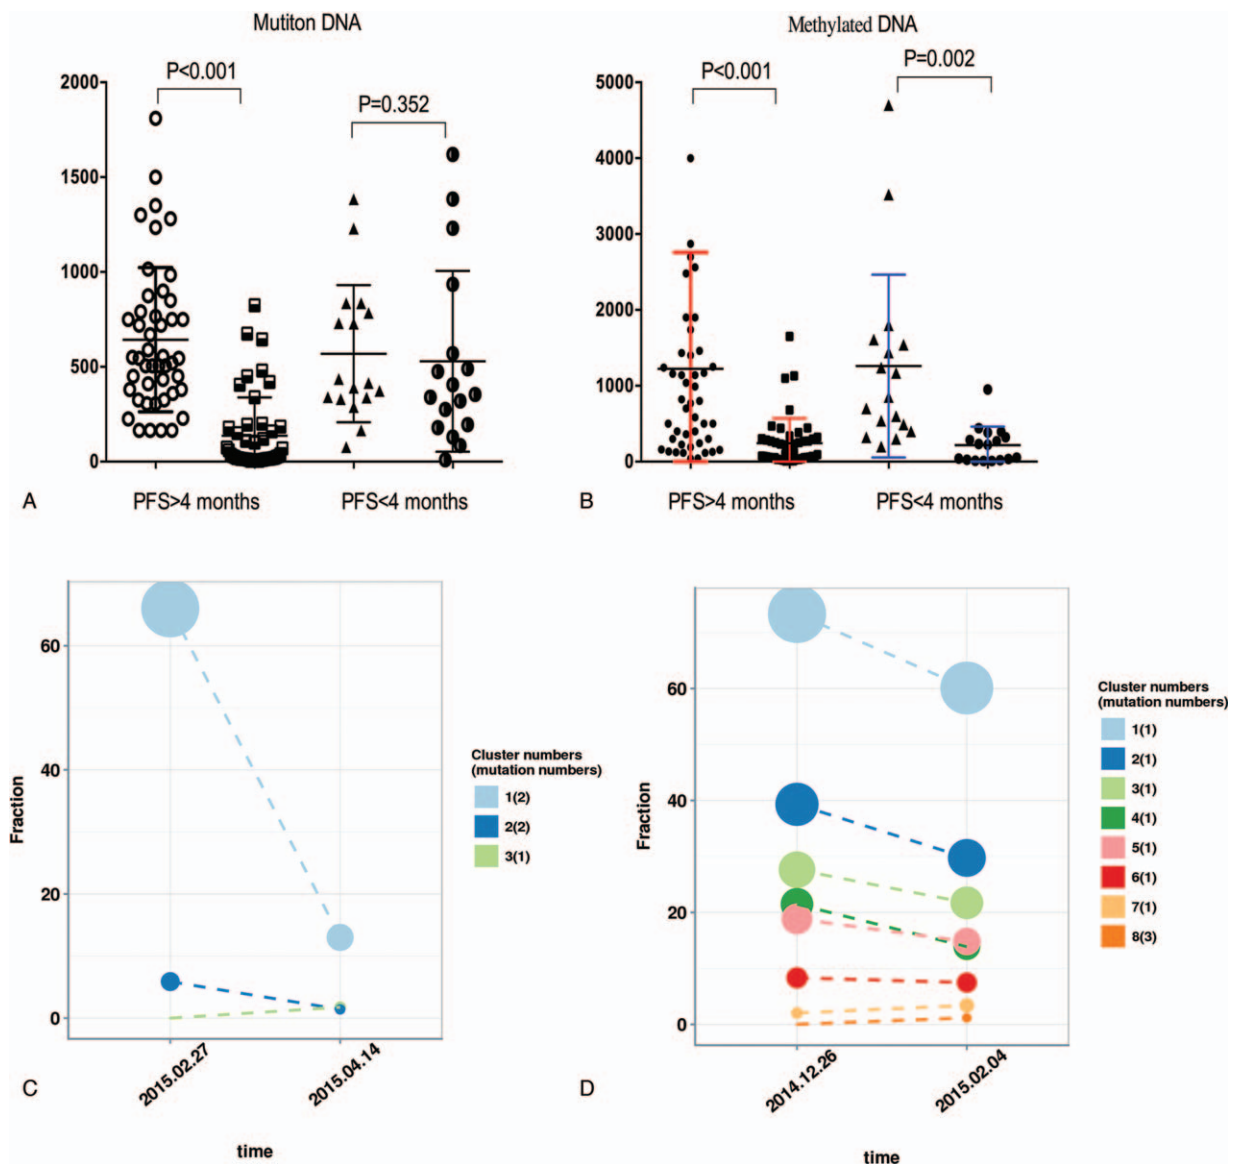 Mutiton DNA
P<0.001
P=0.352
2000
1500
1000
500
0
A
PFS>4 months
PFS<4 months
Methylated DNA
P<0.001
P=0.002
5000
4000
3000
2000
1000
0
B
PFS>4 months
PFS<4 months
60
40
20
0
Fraction
2015.02.27
2015.04.14
time
C
Cluster numbers
(mutation numbers)
1(2)
2(2)
3(1)
60
40
20
0
Fraction
2014.12.26
2015.02.04
time
D
Cluster numbers
(mutation numbers)
1(1)
2(1)
3(1)
4(1)
5(1)
6(1)
7(1)
8(3)